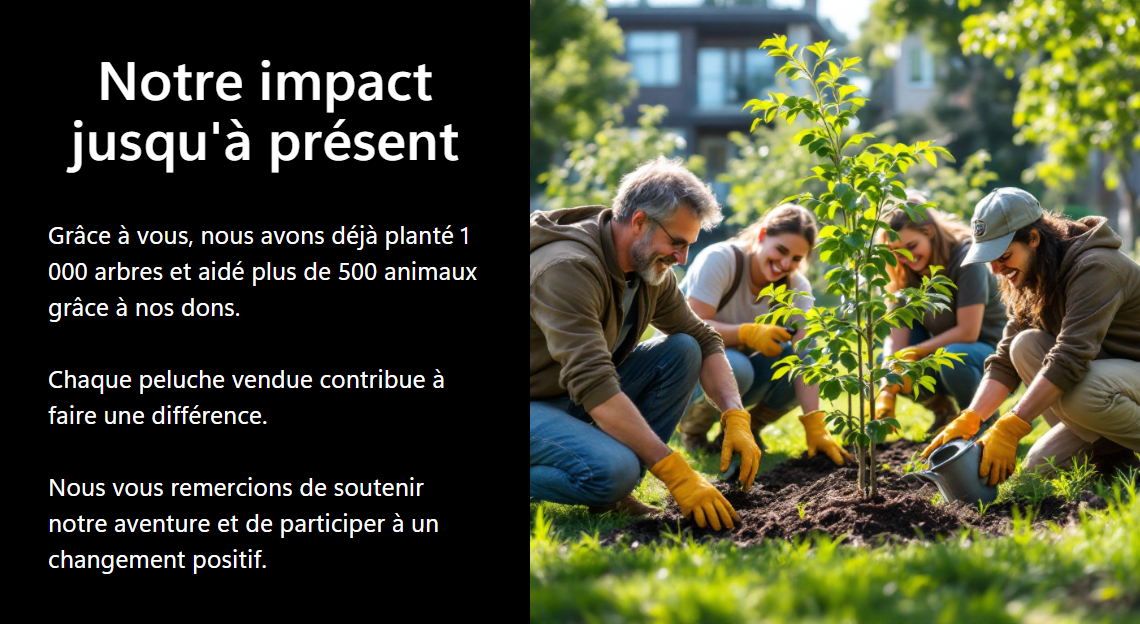 Notre impact
jusqu'à présent
Grâce à vous, nous avons déjà planté 1
000 arbres et aidé plus de 500 animaux
grâce à nos dons.
Chaque peluche vendue contribue à
faire une différence.
Nous vous remercions de soutenir
notre aventure et de participer à un
changement positif.